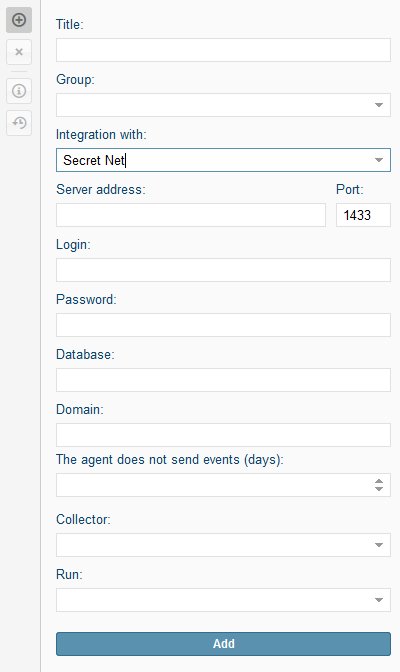 Title:
Group:
Integration with:
Secret Net
Server address: Port:
1433
Login:
Password:
Database:
Domain:
The agent does not send events (days):
Collector:
Run:
Add